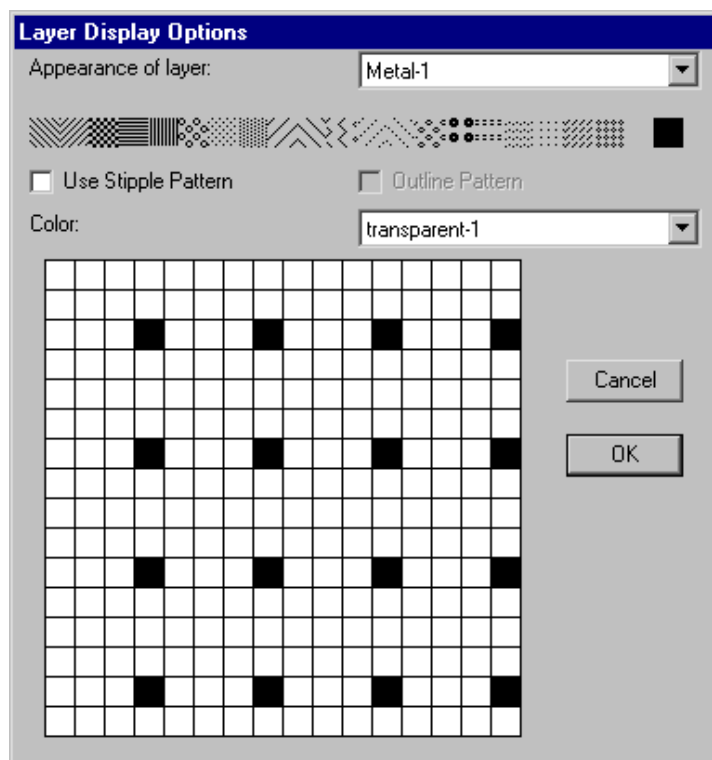 Layer Display Options
Appearance of layer: Metal-1
Use Stipple Pattern Outline Pattern
Color: transparent-1
Cancel
OK